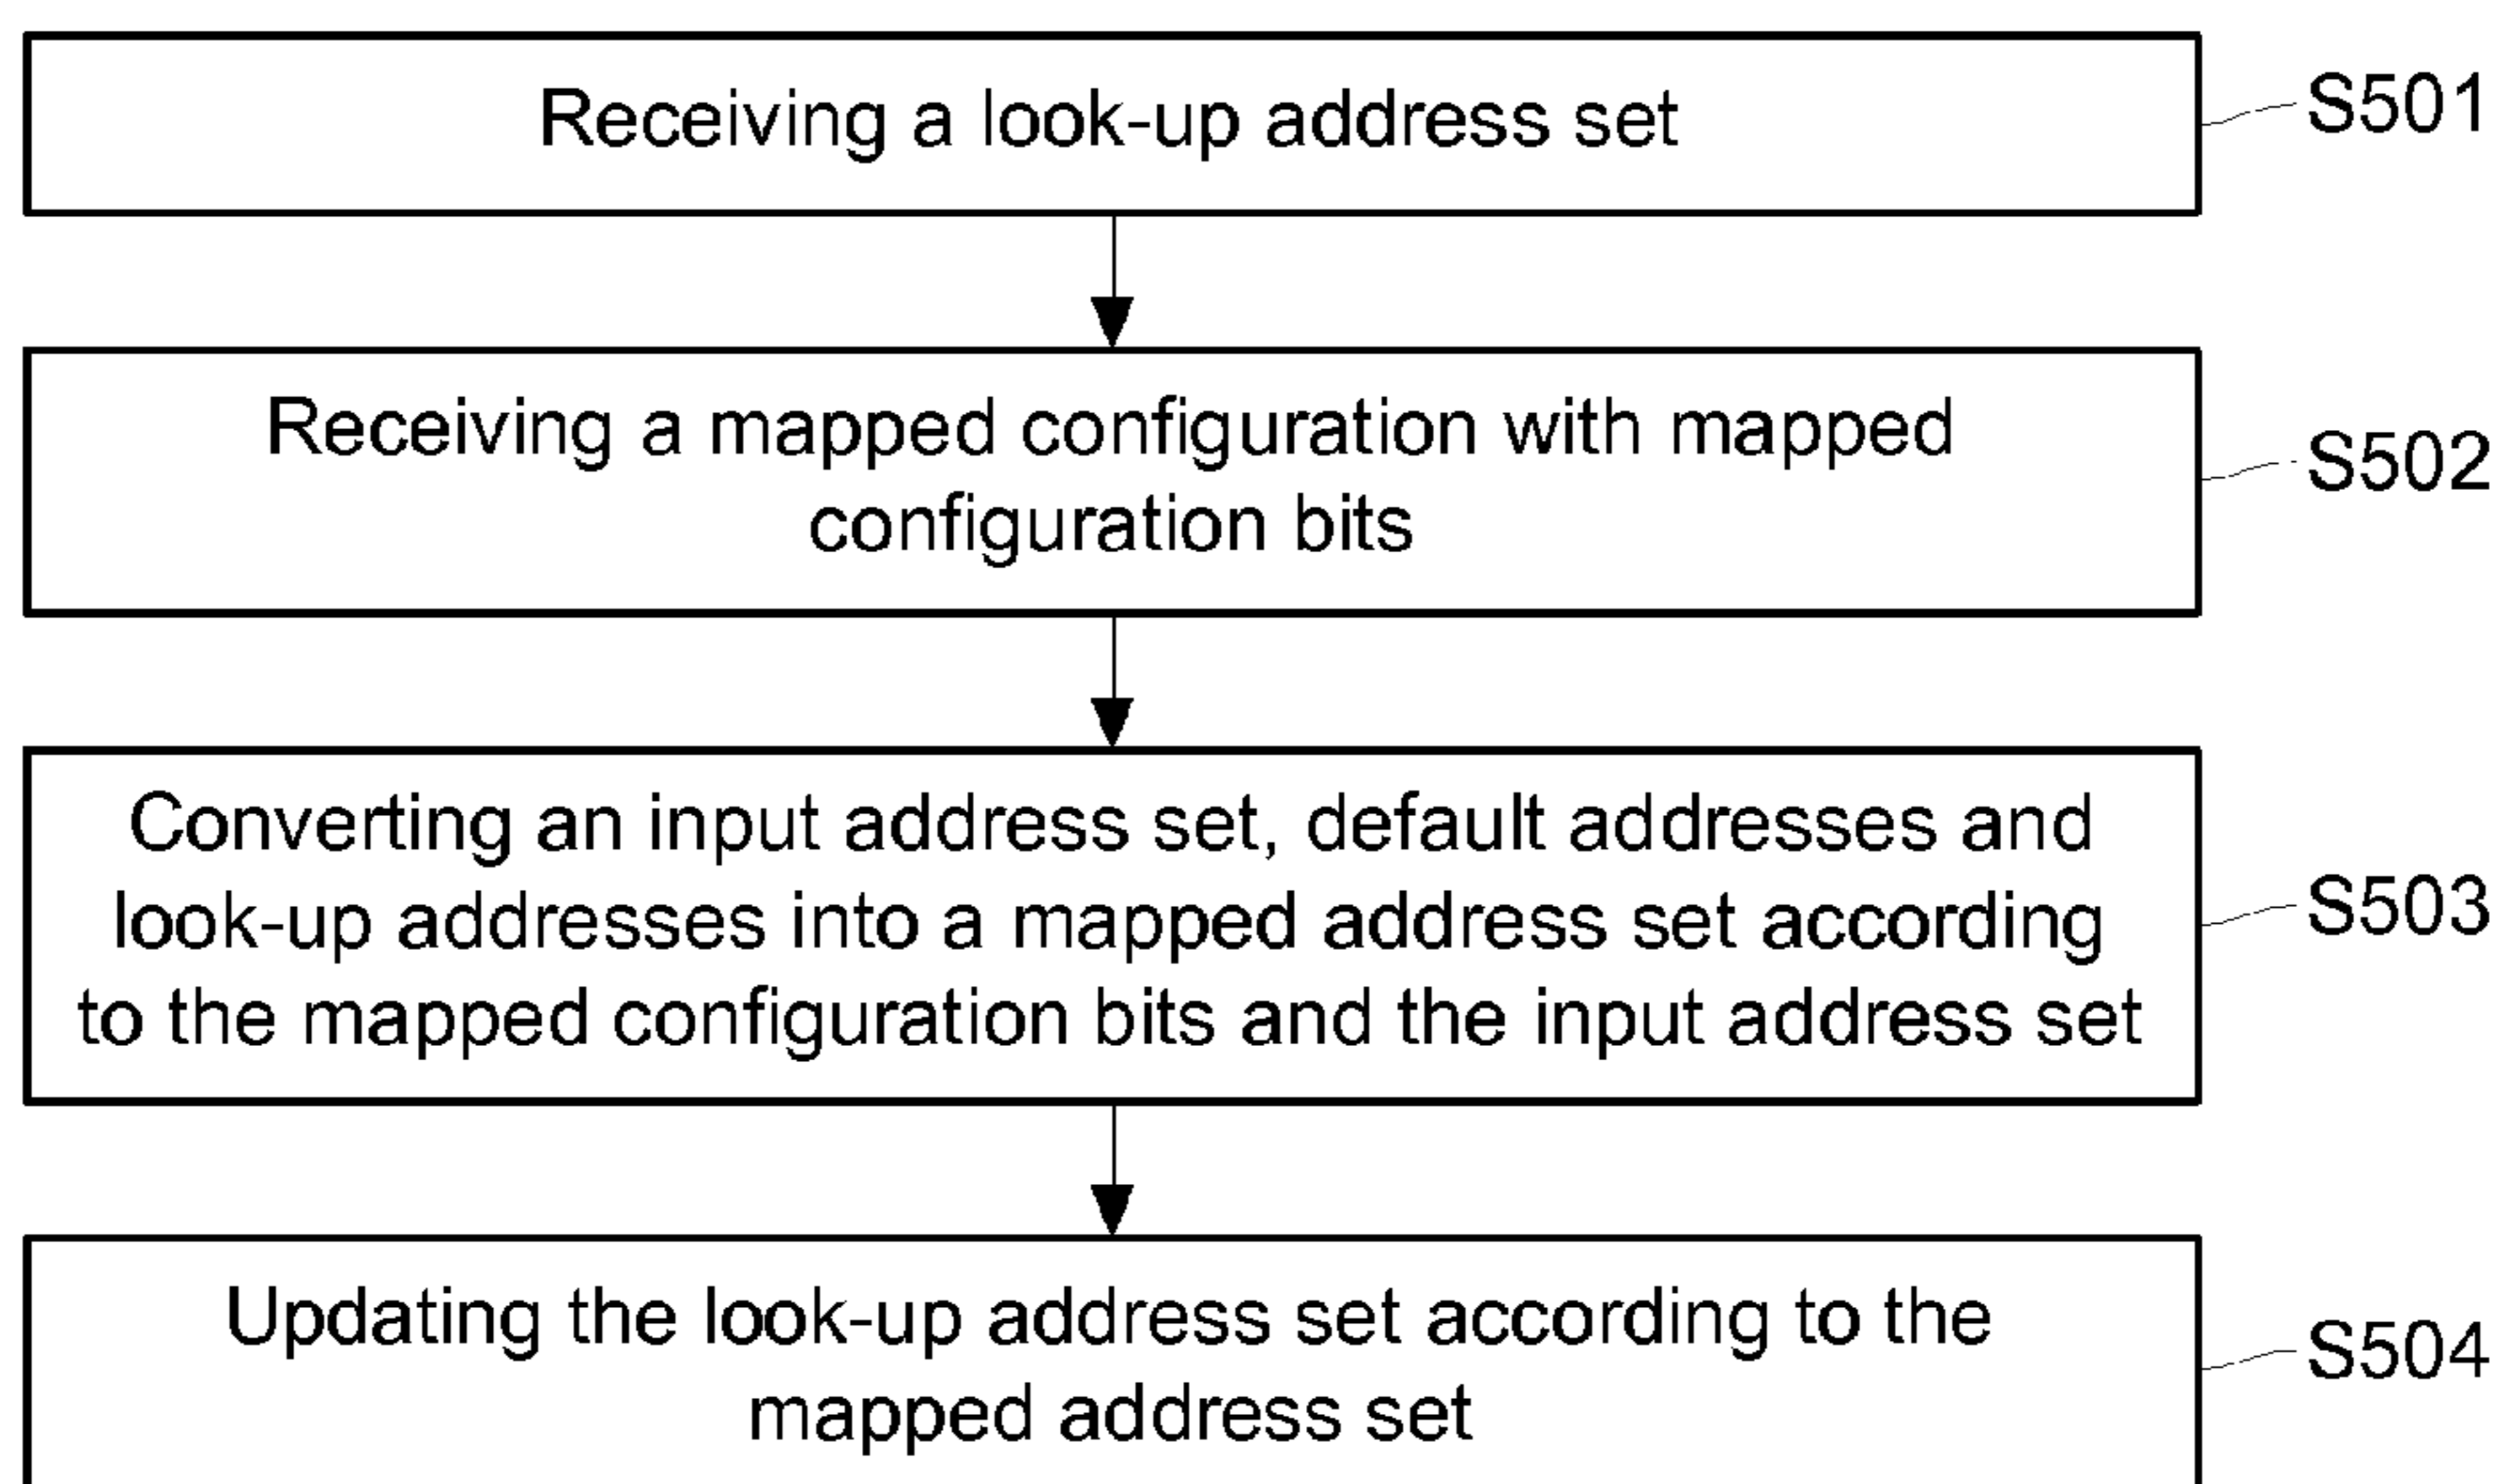 Receiving a look-up address set
S501
Receiving a mapped configuration with mapped
configuration bits
S502
Converting an input address set, default addresses and
look-up addresses into a mapped address set according
to the mapped configuration bits and the input address set
S503
Updating the look-up address set according to the
mapped address set
S504